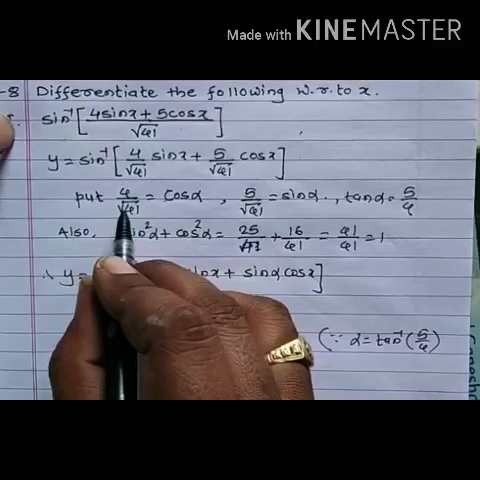 Made with KINEMASTER
-8 Differentiate the following w.r.to x.
sin⁻¹[4sinx+5cosx/√41]
y=sin⁻¹[4/√41 sinx+5/√41 cosx]
put 4/√41=cosα, 5/√41=sinα, tanα=5/4
Also, sin²α+cos²α=25/41+16/41=41/41=1
∴ y= sinx+sinαcosx]
(∵ α=tan⁻¹(5/4)